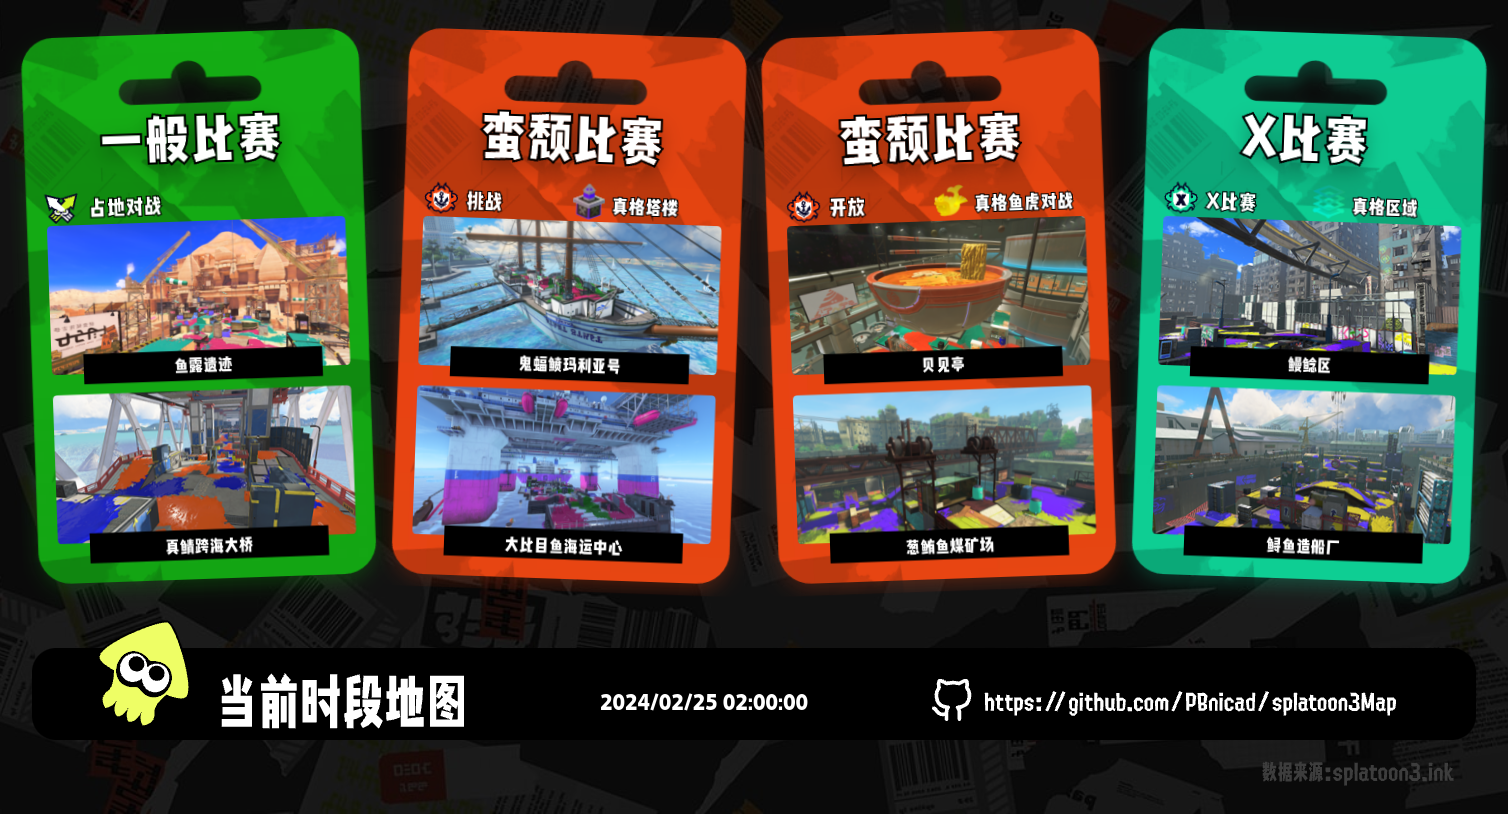 一般比赛
占地对战
鱼露遗迹
真鲭跨海大桥
蛮颓比赛
挑战
真格塔楼
鬼蝠鲼玛利亚号
大比目鱼海运中心
蛮颓比赛
开放
真格鱼虎对战
贝见亭
葱鲔鱼煤矿场
X比赛
X比赛
真格区域
鳗鲶区
鲟鱼造船厂
当前时段地图
2024/02/25 02:00:00
https://github.com/PBnicad/splatoon3Map
数据来源:splatoon3.ink